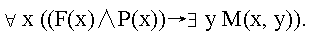 ∀ x ((F(x)∧P(x))→∃ y M(x, y)).